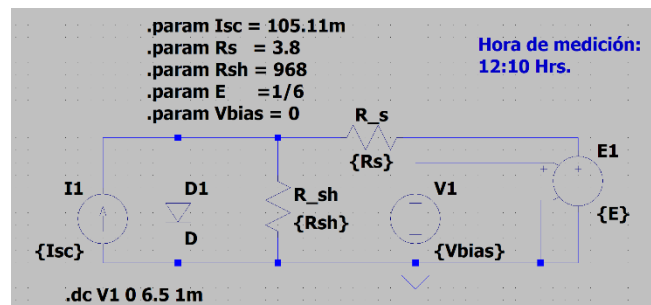 .param Isc = 105.11m
.param Rs = 3.8
.param Rsh = 968
.param E =1/6
.param Vbias = 0
Hora de medición:
12:10 Hrs.
R_s
{Rs}
E1
{E}
I1
{Isc}
D1
D
R_sh
{Rsh}
V1
{Vbias}
.dc V1 0 6.5 1m